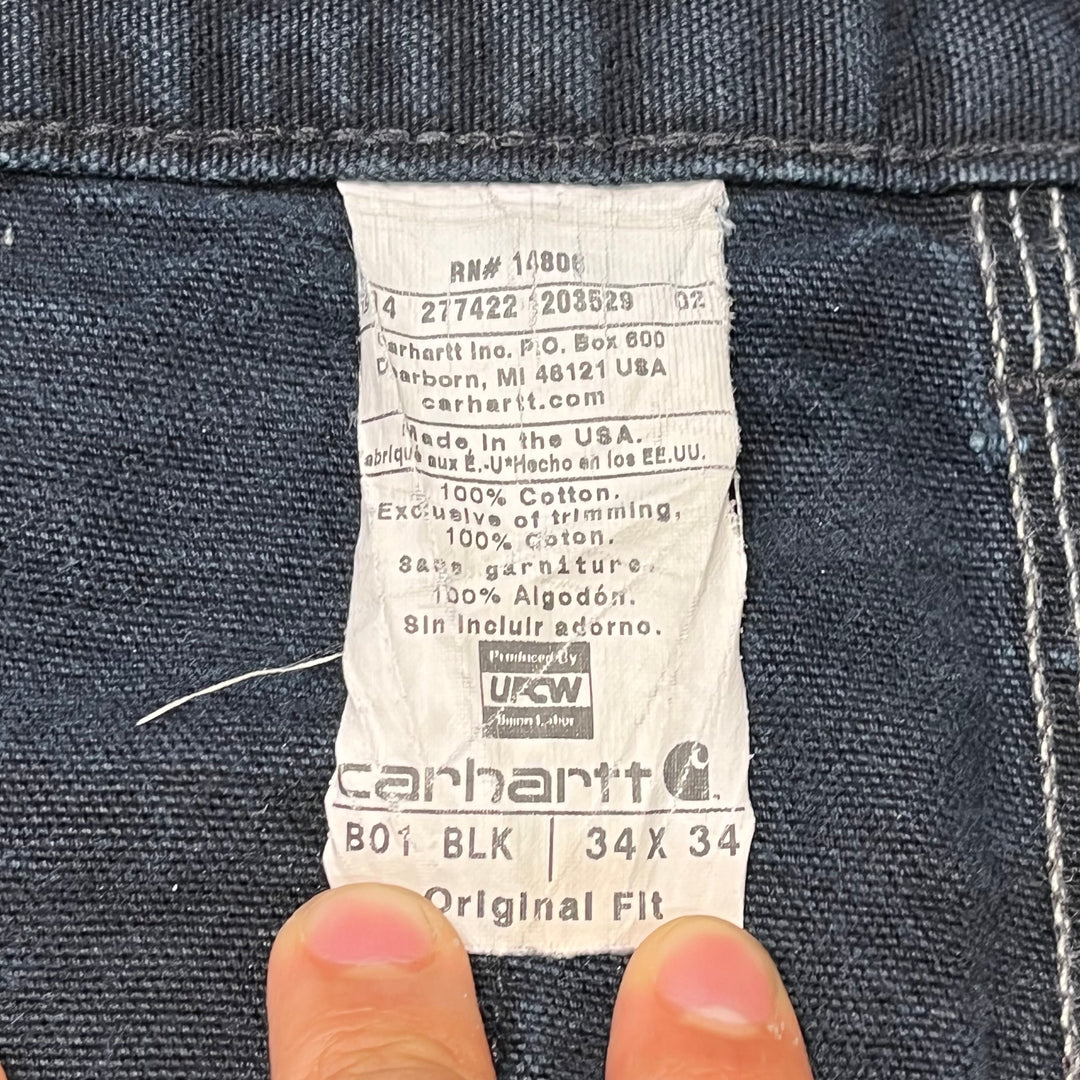 RN# 14806
14 277422 203529 02
Carhartt Inc. P.O. Box 600
Dearborn, MI 48121 USA
carhartt.com
Made in the USA.
Fabriqué aux E.-U*Hecho en los EE.UU.
100% Cotton.
Exclusive of trimming.
100% Coton.
Sans garniture.
100% Algodón.
Sin incluir adorno.
Produced By
UFCW
Union Labor
carhartt
B01 BLK | 34 X 34
Original Fit